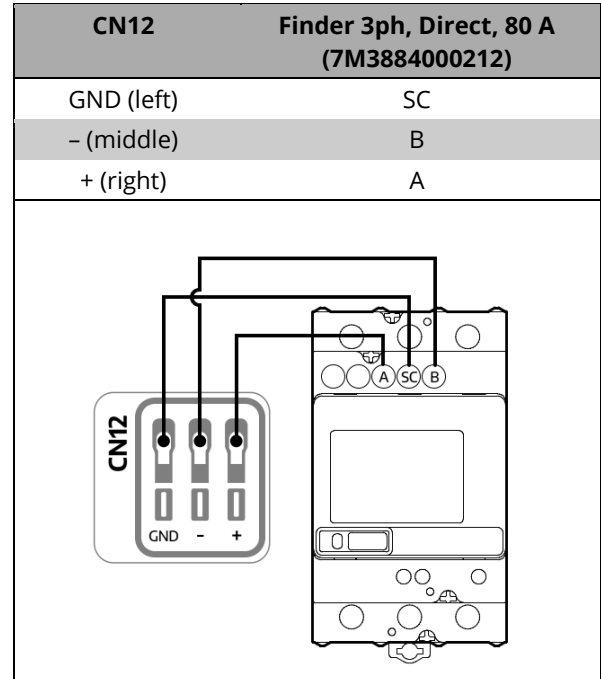 CN12 Finder 3ph, Direct, 80 A
(7M3884000212)
GND (left) SC
– (middle) B
+ (right) A
A SC B
CN12
GND - +